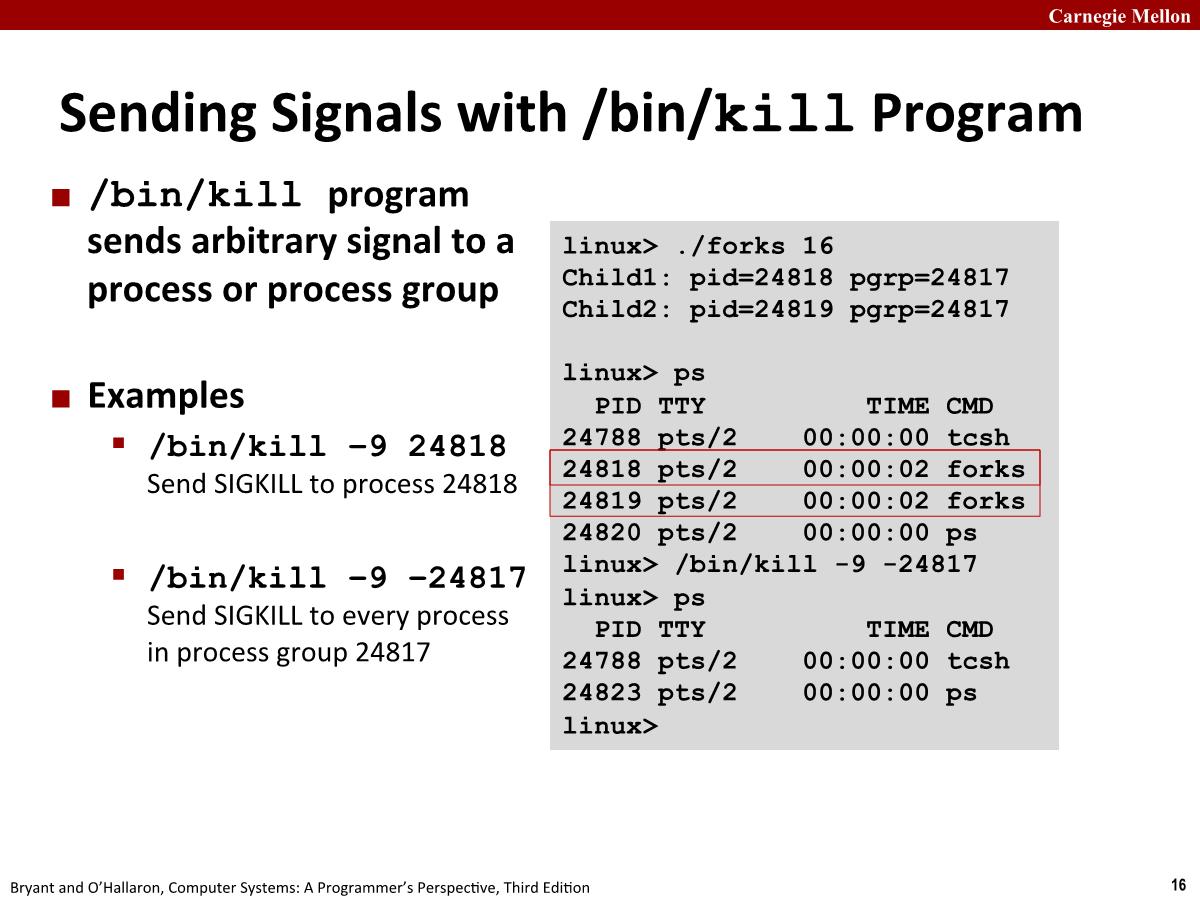 Carnegie Mellon
Sending Signals with /bin/kill Program
■ /bin/kill program
sends arbitrary signal to a
process or process group
■ Examples
▪ /bin/kill –9 24818
Send SIGKILL to process 24818
▪ /bin/kill –9 –24817
Send SIGKILL to every process
in process group 24817
linux> ./forks 16
Child1: pid=24818 pgrp=24817
Child2: pid=24819 pgrp=24817
linux> ps
  PID TTY          TIME CMD
24788 pts/2    00:00:00 tcsh
24818 pts/2    00:00:02 forks
24819 pts/2    00:00:02 forks
24820 pts/2    00:00:00 ps
linux> /bin/kill -9 -24817
linux> ps
  PID TTY          TIME CMD
24788 pts/2    00:00:00 tcsh
24823 pts/2    00:00:00 ps
linux>
Bryant and O’Hallaron, Computer Systems: A Programmer’s Perspective, Third Edition
16